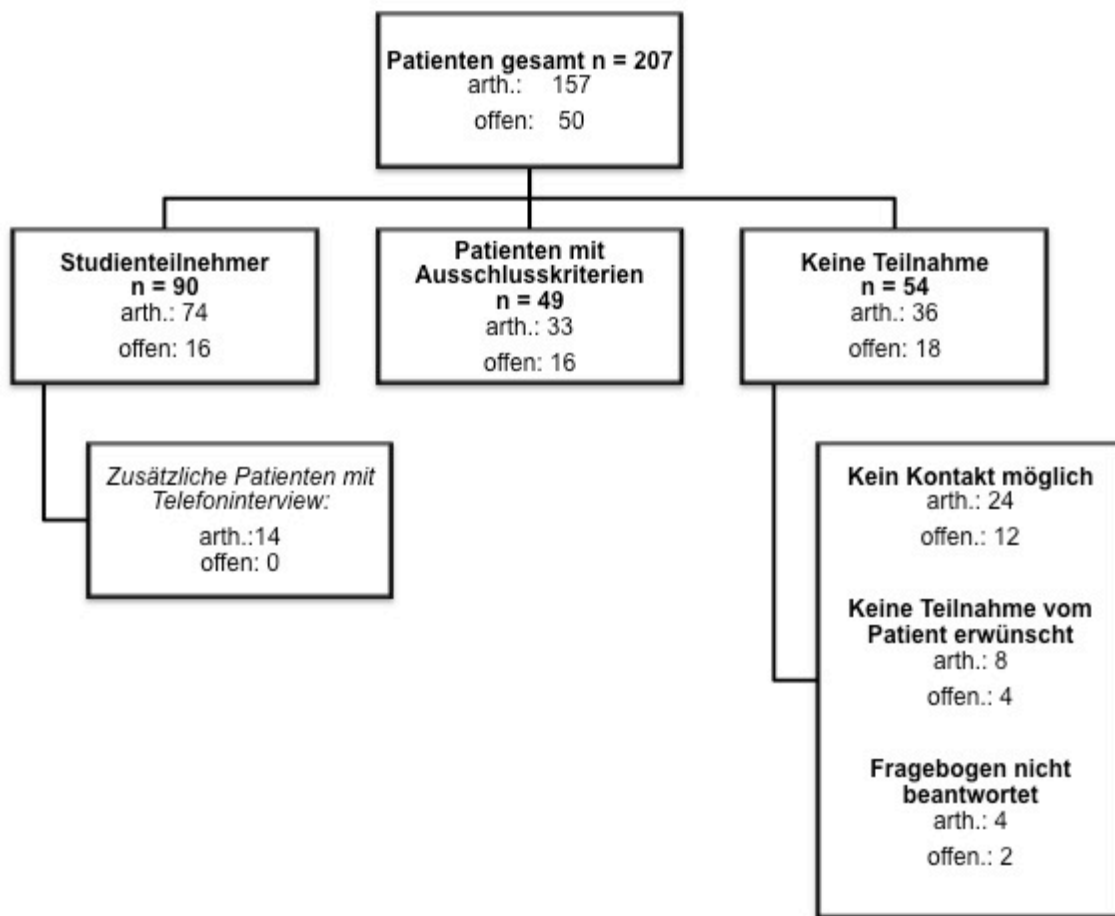 Patienten gesamt n = 207
arth.: 157
offen: 50
Studienteilnehmer
n = 90
arth.: 74
offen: 16
Patienten mit
Ausschlusskriterien
n = 49
arth.: 33
offen: 16
Keine Teilnahme
n = 54
arth.: 36
offen: 18
Zusätzliche Patienten mit
Telefoninterview:
arth.:14
offen: 0
Kein Kontakt möglich
arth.: 24
offen.: 12
Keine Teilnahme vom
Patient erwünscht
arth.: 8
offen.: 4
Fragebogen nicht
beantwortet
arth.: 4
offen.: 2